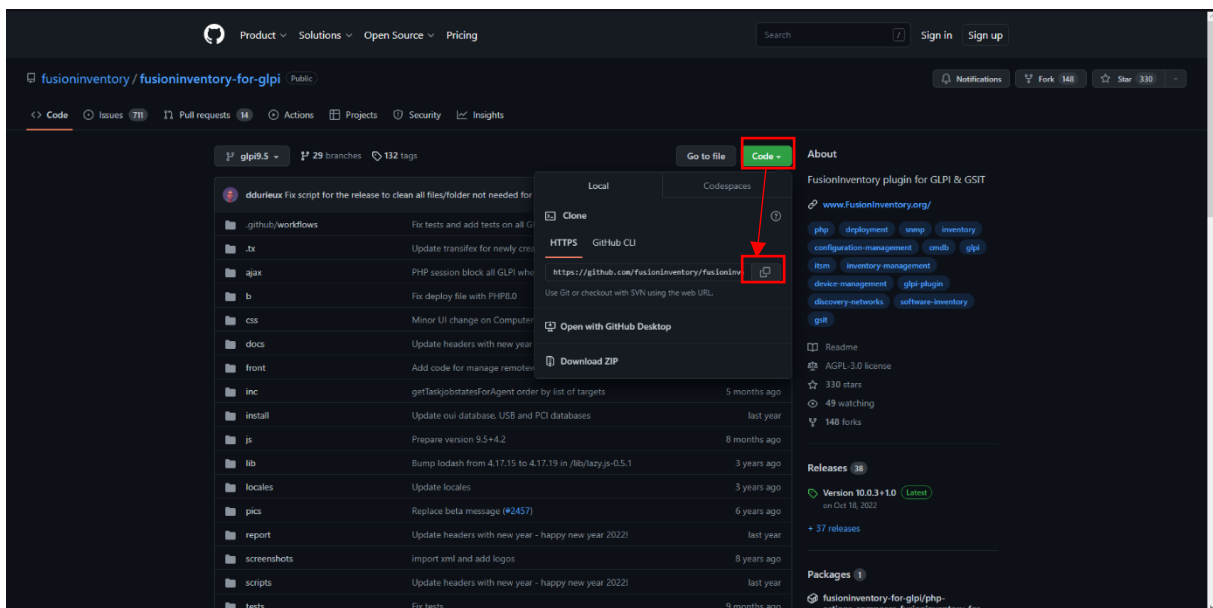 Product Solutions Open Source Pricing Search / Sign in Sign up
fusioninventory / fusioninventory-for-glpi Public Notifications Fork 148 Star 330
Code Issues 711 Pull requests 14 Actions Projects Security Insights
glpi9.5 29 branches 132 tags Go to file Code
ddurieux Fix script for the release to clean all files/folder not needed for
.github/workflows Fix tests and add tests on all
.tx Update transifex for newly
ajax PHP session block all GLPI
b Fix deploy file with PHP8.0
css Minor UI change on Computer
docs Update headers with new year
front Add code for manage
inc getTaskjobstatesForAgent order by list of targets 5 months ago
install Update oui database, USB and PCI databases last year
js Prepare version 9.5+4.2 8 months ago
lib Bump lodash from 4.17.15 to 4.17.19 in /lib/lazy.js-0.5.1 3 years ago
locales Update locales 3 years ago
pics Replace beta message (#2457) 6 years ago
report Update headers with new year - happy new year 2022! last year
screenshots import xml and add logos 8 years ago
scripts Update headers with new year - happy new year 2022! last year
tests Fix tests 9 months ago
Local Codespaces
Clone
HTTPS GitHub CLI
https://github.com/fusioninventory/fusioninv
Use Git or checkout with SVN using the web URL.
Open with GitHub Desktop
Download ZIP
About
FusionInventory plugin for GLPI & GSIT
www.FusionInventory.org/
php deployment snmp inventory
configuration-management cmdb glpi
itsm inventory-management
device-management glpi-plugin
discovery-networks software-inventory
gsit
Readme
AGPL-3.0 license
330 stars
49 watching
148 forks
Releases 38
Version 10.0.3+1.0 Latest
on Oct 18, 2022
+ 37 releases
Packages 1
fusioninventory-for-glpi/php-